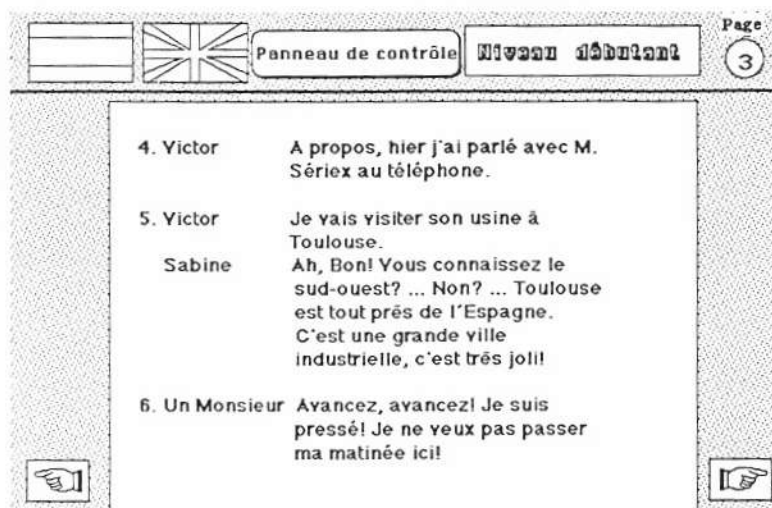 Page
Panneau de contrôle
Niveau débutant
3
4. Victor A propos, hier j'ai parlé avec M.
Sériex au téléphone.
5. Victor Je vais visiter son usine à
Toulouse.
Sabine Ah, Bon! Vous connaissez le
sud-ouest? ... Non? ... Toulouse
est tout près de l'Espagne.
C'est une grande ville
industrielle, c'est très joli!
6. Un Monsieur Avancez, avancez! Je suis
pressé! Je ne veux pas passer
ma matinée ici!